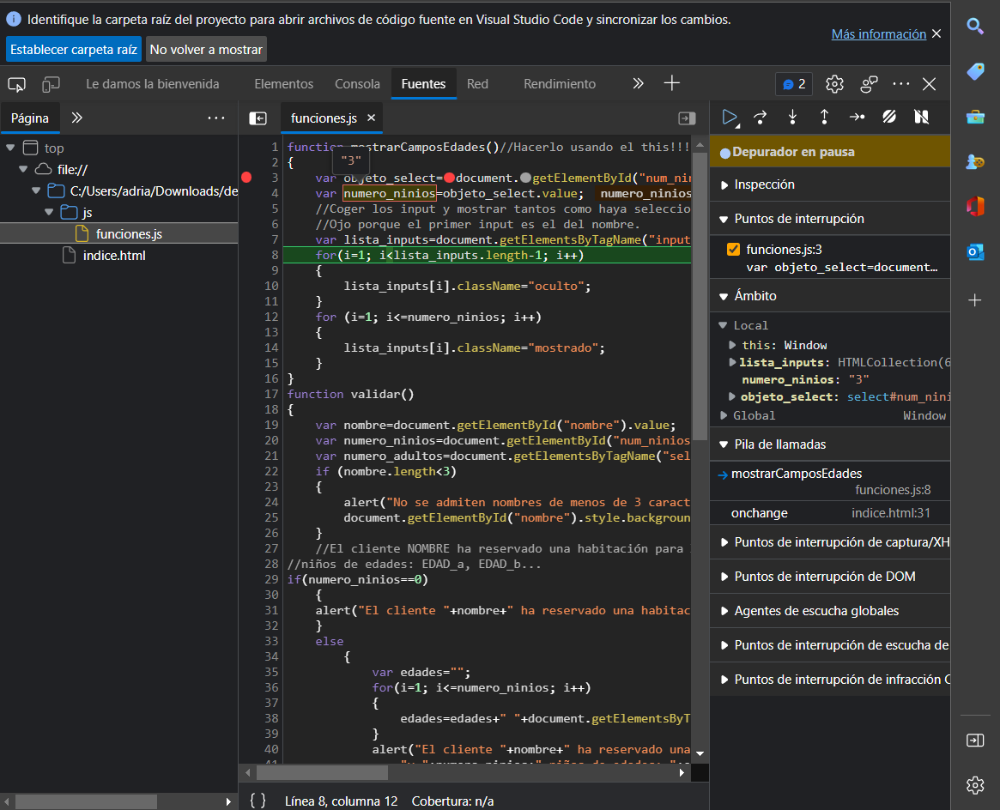 Identifique la carpeta raíz del proyecto para abrir archivos de código fuente en Visual Studio Code y sincronizar los cambios.
Más información
Establecer carpeta raíz
No volver a mostrar
Le damos la bienvenida
Elementos
Consola
Fuentes
Red
Rendimiento
2
Página
top
file://
C:/Users/adria/Downloads/de
js
funciones.js
indice.html
funciones.js
"3"
1 function mostrarCamposEdades()//Hacerlo usando el this!!!
2 {
3 var objeto_select=document.getElementById("num_nin
4 var numero_ninios=objeto_select.value; numero_ninios
5 //Coger los input y mostrar tantos como haya seleccio
6 //Ojo porque el primer input es el del nombre.
7 var lista_inputs=document.getElementsByTagName("input
8 for(i=1; i<lista_inputs.length-1; i++)
9 {
10 lista_inputs[i].className="oculto";
11 }
12 for (i=1; i<=numero_ninios; i++)
13 {
14 lista_inputs[i].className="mostrado";
15 }
16 }
17 function validar()
18 {
19 var nombre=document.getElementById("nombre").value;
20 var numero_ninios=document.getElementById("num_ninios
21 var numero_adultos=document.getElementsByTagName("sel
22 if (nombre.length<3)
23 {
24 alert("No se admiten nombres de menos de 3 caract
25 document.getElementById("nombre").style.backgroun
26 }
27 //El cliente NOMBRE ha reservado una habitación para
28 //niños de edades: EDAD_a, EDAD_b...
29 if(numero_ninios==0)
30 {
31 alert("El cliente "+nombre+" ha reservado una habitac
32 }
33 else
34 {
35 var edades="";
36 for(i=1; i<=numero_ninios; i++)
37 {
38 edades=edades+" "+document.getElementsByT
39 }
40 alert("El cliente "+nombre+" ha reservado una
{ }
Línea 8, columna 12
Cobertura: n/a
Depurador en pausa
Inspección
Puntos de interrupción
funciones.js:3
var objeto_select=document…
Ámbito
Local
this: Window
lista_inputs: HTMLCollection(6
numero_ninios: "3"
objeto_select: select#num_nini
Global Window
Pila de llamadas
mostrarCamposEdades
funciones.js:8
onchange indice.html:31
Puntos de interrupción de captura/XH
Puntos de interrupción de DOM
Agentes de escucha globales
Puntos de interrupción de escucha de
Puntos de interrupción de infracción C